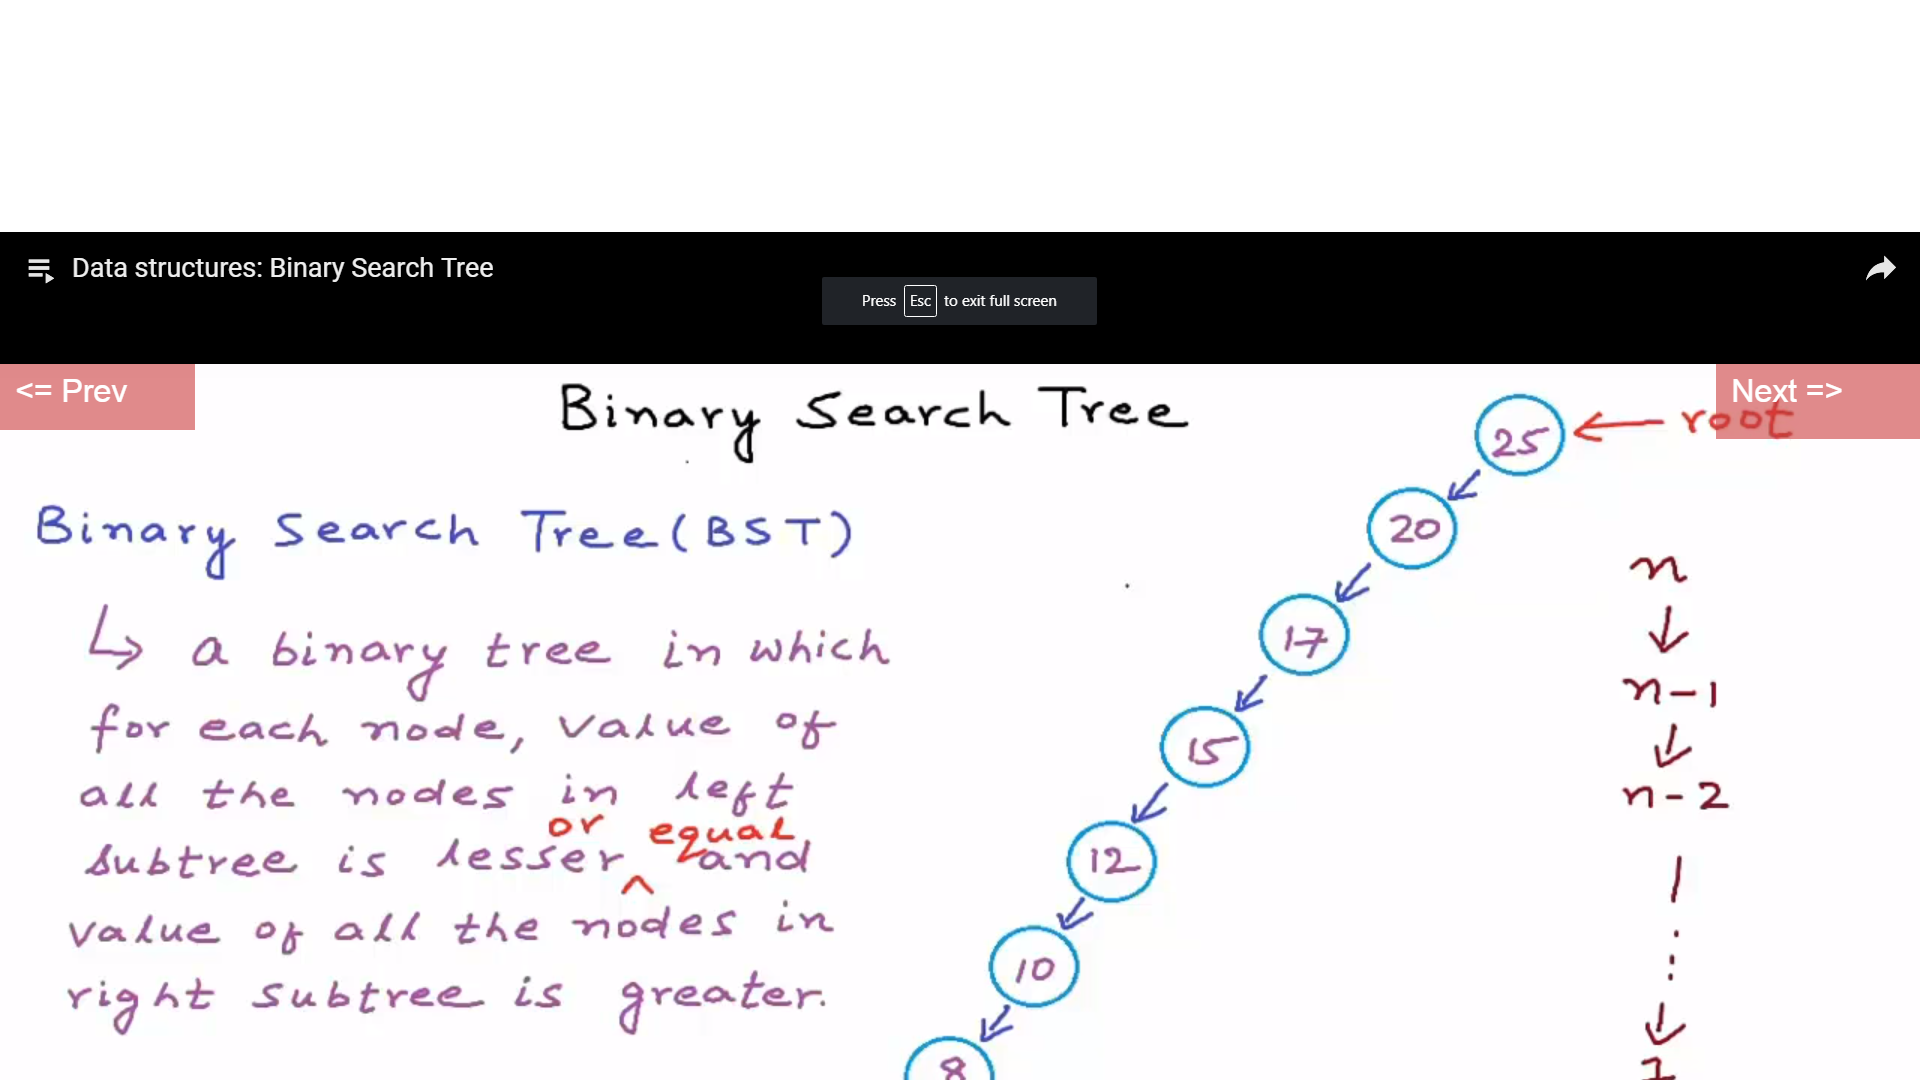 Data structures: Binary Search Tree
Press Esc to exit full screen
<= Prev
Next =>
Binary Search Tree
25
root
20
Binary Search Tree (BST)
n
17
↳ a binary tree in which
n-1
for each node, value of
15
all the nodes in left
n-2
or equal
subtree is lesser ^ and
12
value of all the nodes in
10
right subtree is greater.
8